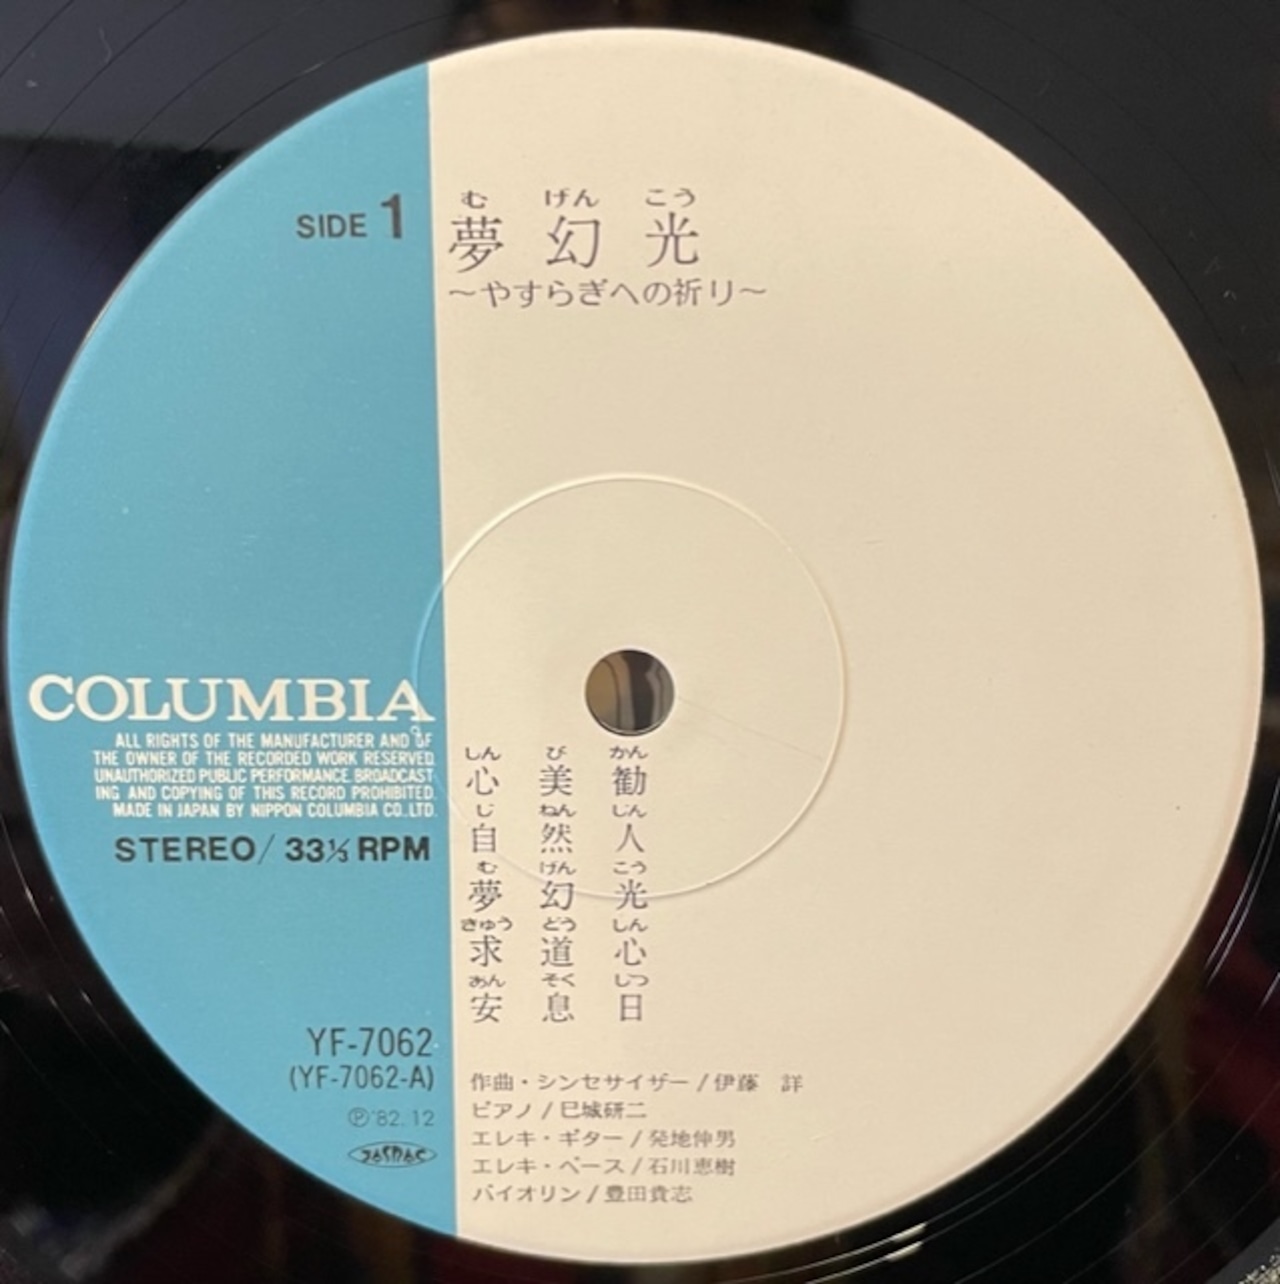 SIDE 1
む げん こう
夢 幻 光
～やすらぎへの祈り～
COLUMBIA
ALL RIGHTS OF THE MANUFACTURER AND OF
THE OWNER OF THE RECORDED WORK RESERVED.
UNAUTHORIZED PUBLIC PERFORMANCE. BROADCAST
ING AND COPYING OF THIS RECORD PROHIBITED.
MADE IN JAPAN BY NIPPON COLUMBIA CO.,LTD.
STEREO/ 33⅓ RPM
しん び かん
心 美 勧
じ ねん じん
自 然 人
む げん こう
夢 幻 光
きゅう どう しん
求 道 心
あん そく じつ
安 息 日
YF-7062
(YF-7062-A)
Ⓟ'82.12
JASRAC
作曲・シンセサイザー/伊藤 詳
ピアノ/巳城研二
エレキ・ギター/発地伸男
エレキ・ベース/石川恵樹
バイオリン/豊田貴志